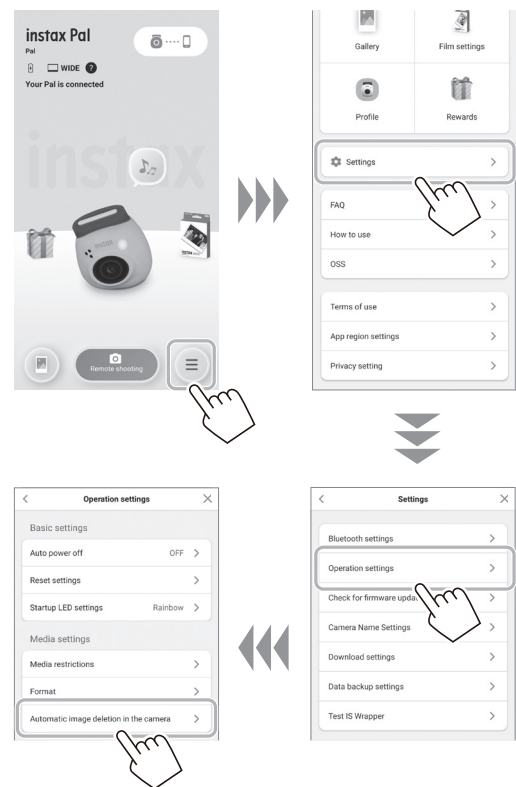 instax Pal
Pal
WIDE ?
Your Pal is connected
instax
instax
Remote shooting
Gallery
Film settings
Profile
Rewards
Settings
FAQ
How to use
OSS
Terms of use
App region settings
Privacy setting
Settings
Bluetooth settings
Operation settings
Check for firmware
Camera Name Settings
Download settings
Data backup settings
Test IS Wrapper
Operation settings
Basic settings
Auto power off OFF
Reset settings
Startup LED settings Rainbow
Media settings
Media restrictions
Format
Automatic image deletion in the camera